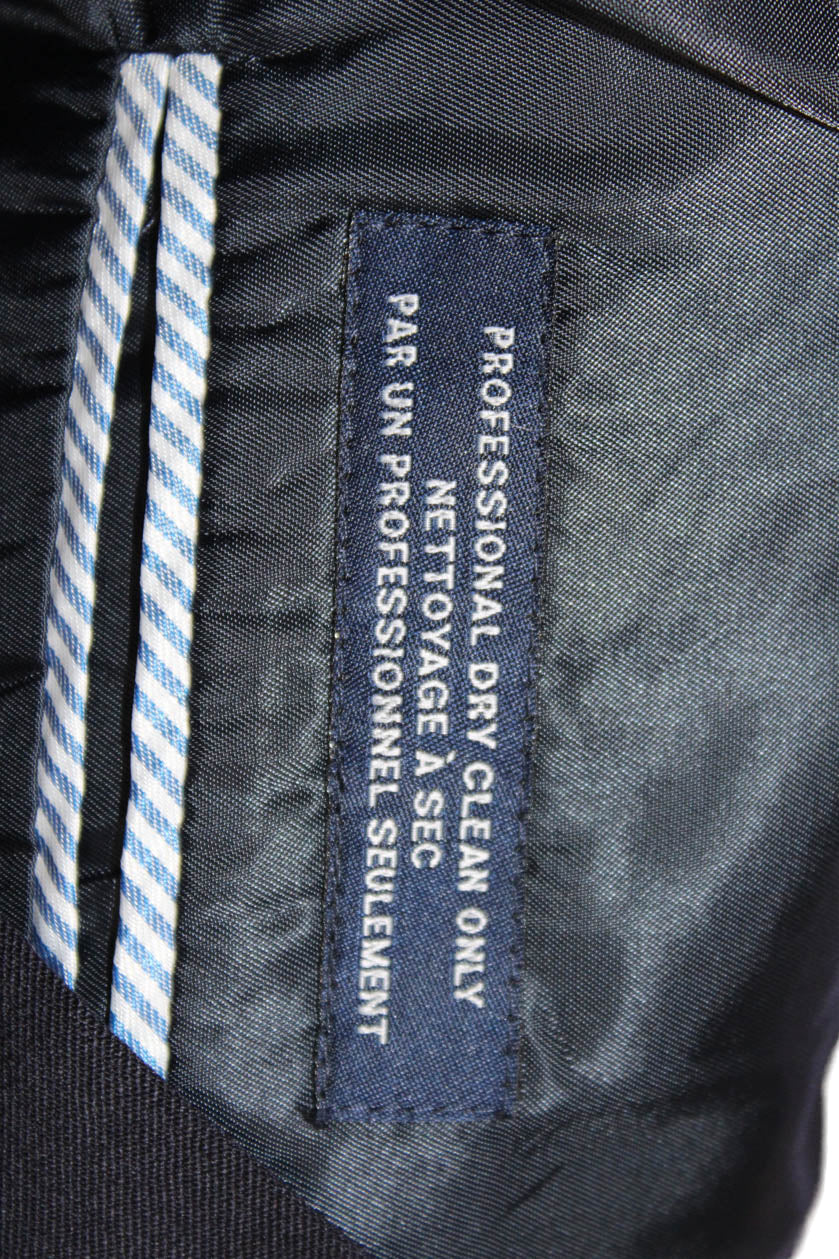 PROFESSIONAL DRY CLEAN ONLY
NETTOYAGE À SEC
PAR UN PROFESSIONNEL SEULEMENT